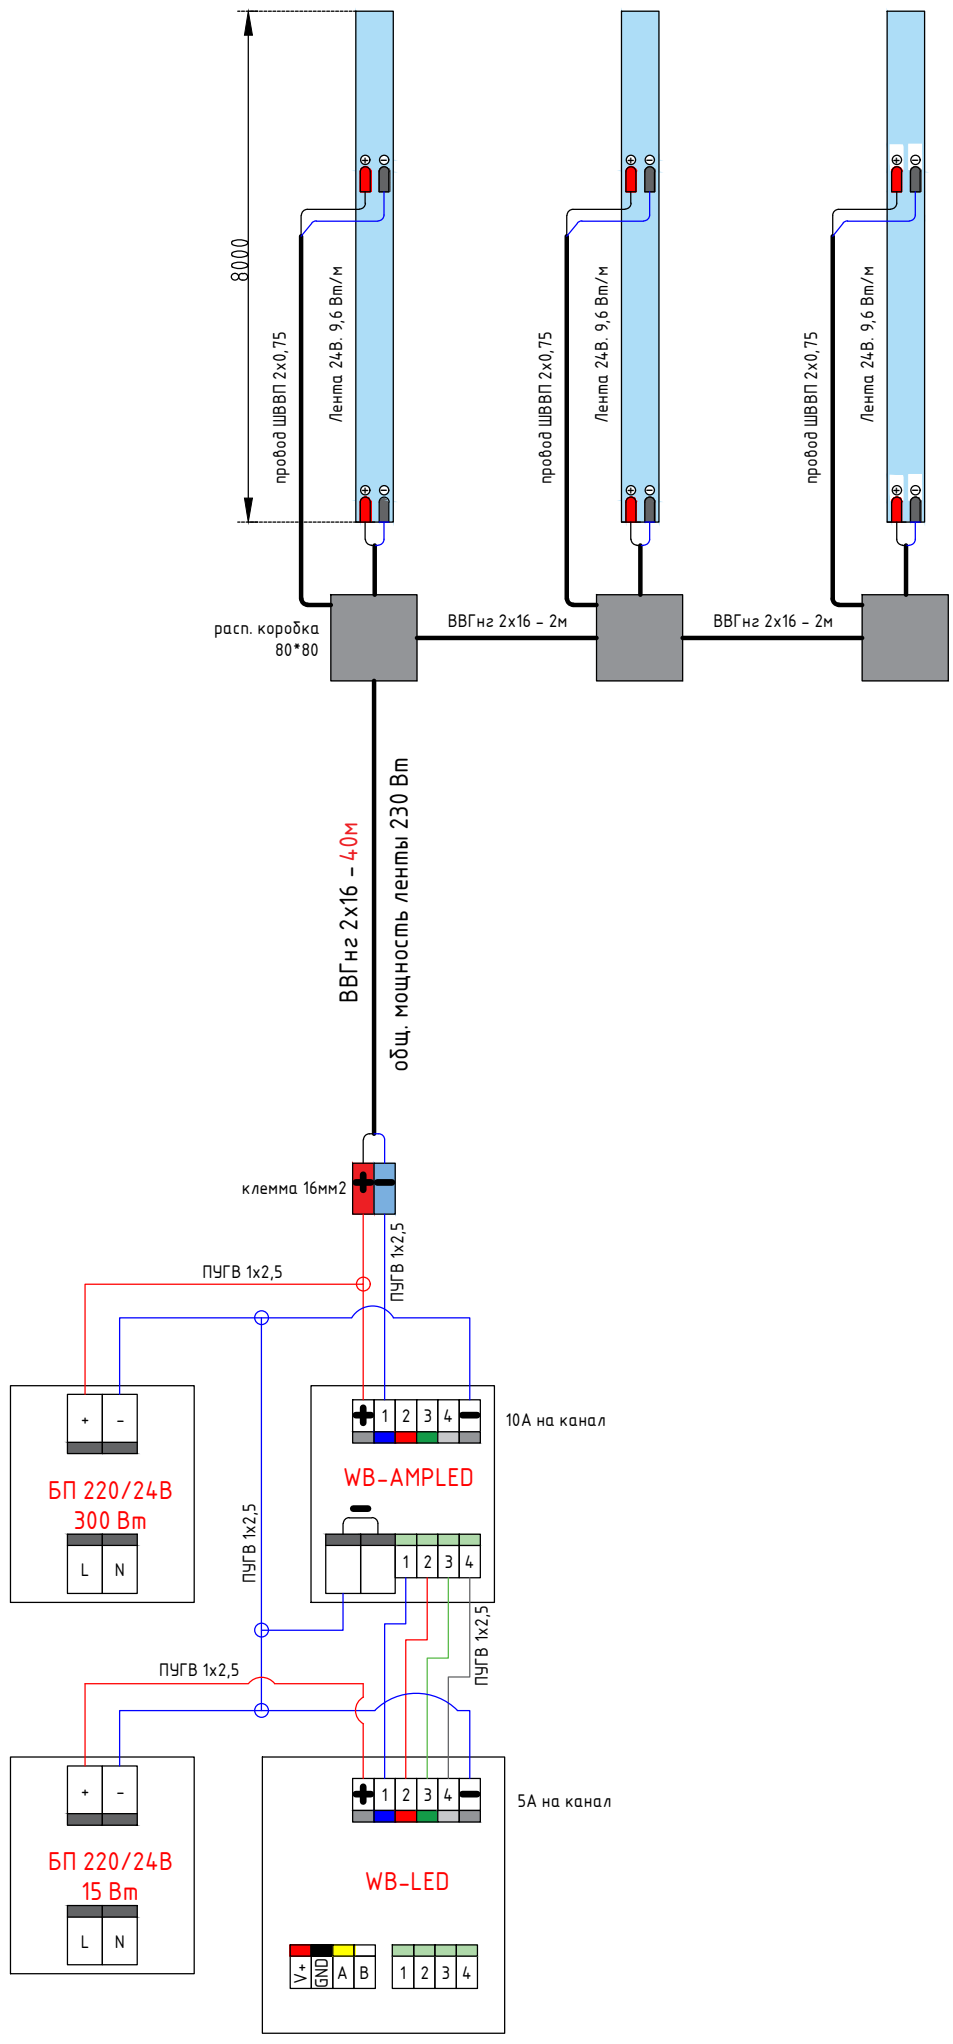 8000
провод ШВВП 2х0,75
Лента 24В. 9,6 Вт/м
провод ШВВП 2х0,75
Лента 24В. 9,6 Вт/м
провод ШВВП 2х0,75
Лента 24В. 9,6 Вт/м
+ -
+ -
+ -
+ -
+ -
+ -
расп. коробка
80*80
ВВГнг 2х16 - 2м
ВВГнг 2х16 - 2м
ВВГнг 2х16 - 40м
общ. мощность ленты 230 Вт
клемма 16мм2
+ -
ПУГВ 1х2,5
ПУГВ 1х2,5
+ -
БП 220/24В
300 Вт
L N
+ 1 2 3 4 -
10А на канал
WB-AMPLED
-
1 2 3 4
ПУГВ 1х2,5
ПУГВ 1х2,5
ПУГВ 1х2,5
+ -
БП 220/24В
15 Вт
L N
+ 1 2 3 4 -
5А на канал
WB-LED
V+ GND A B
1 2 3 4